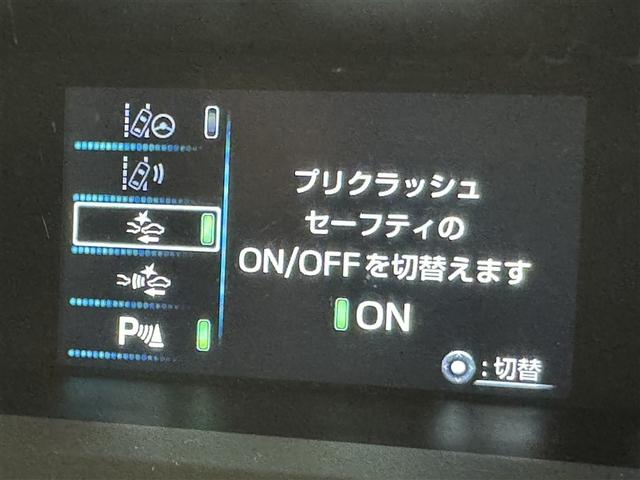 プリクラッシュ
セーフティの
ON/OFFを切替えます
ON
P
:切替